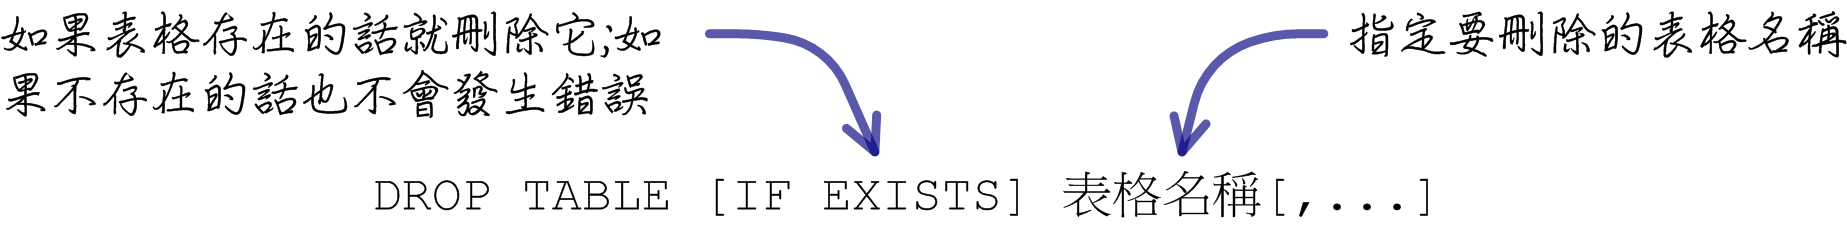 如果表格存在的話就刪除它;如
果不存在的話也不會發生錯誤
指定要刪除的表格名稱
DROP TABLE [IF EXISTS] 表格名稱[,...]